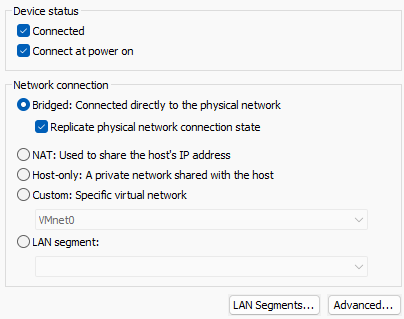 Device status
Connected
Connect at power on
Network connection
Bridged: Connected directly to the physical network
Replicate physical network connection state
NAT: Used to share the host's IP address
Host-only: A private network shared with the host
Custom: Specific virtual network
VMnet0
LAN segment:
LAN Segments... Advanced...